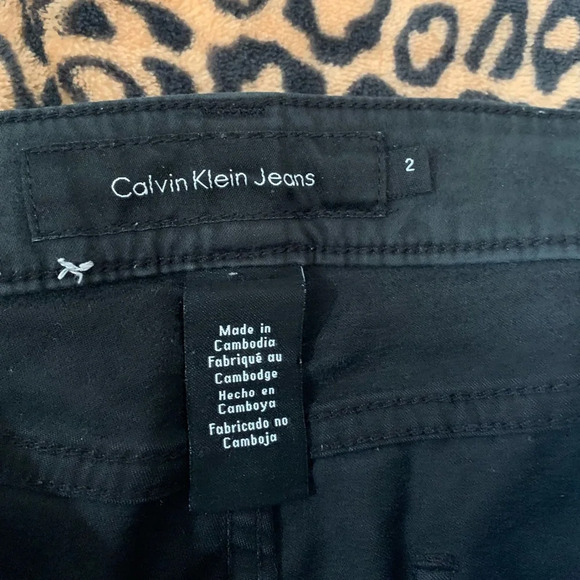 Calvin Klein Jeans
2
Made in
Cambodia
Fabriqué au
Cambodge
Hecho en
Camboya
Fabricado no
Camboja